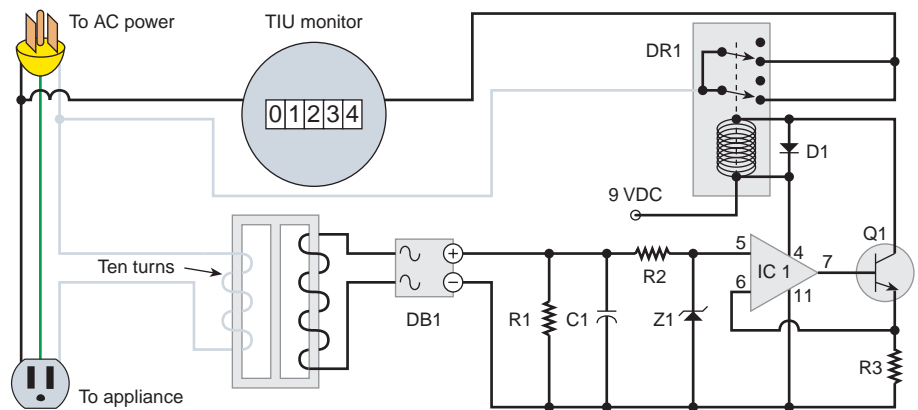 To AC power
TIU monitor
DR1
01234
D1
9 VDC
Q1
Ten turns
5
4
7
R2
IC 1
6
11
DB1
R1
C1
Z1
R3
To appliance